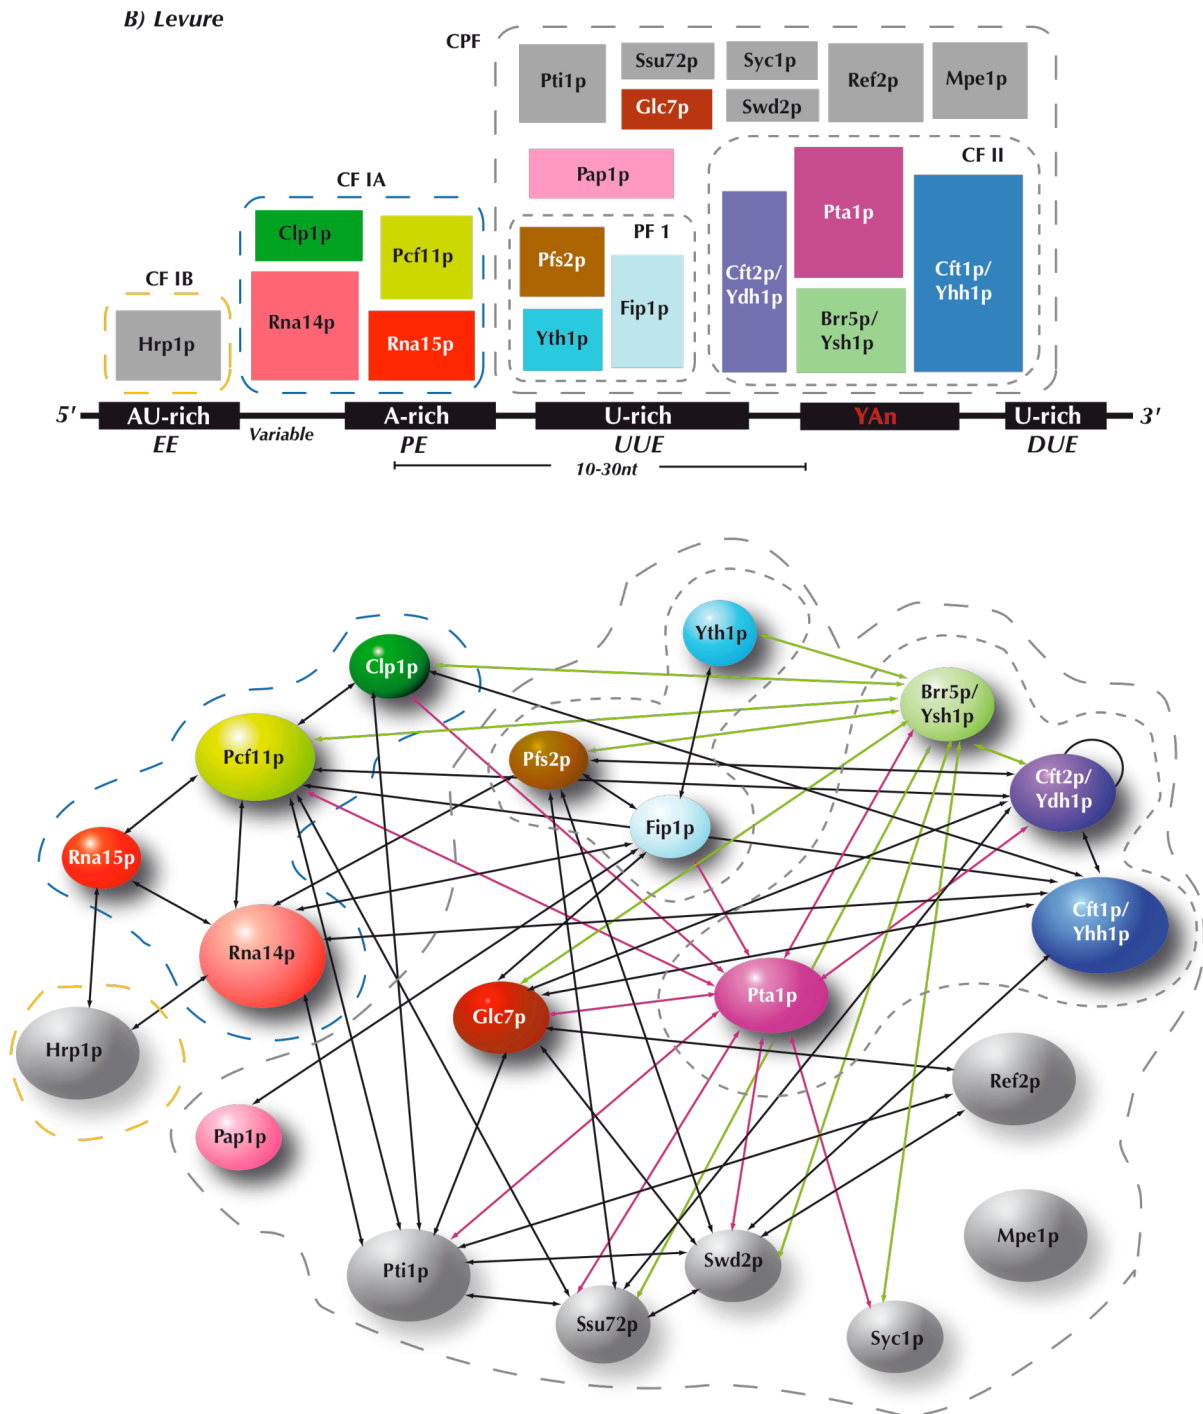 B) Levure
CPF
Pti1p
Ssu72p
Syc1p
Ref2p
Mpe1p
Glc7p
Swd2p
Pap1p
CF II
CF IA
Clp1p
Pcf11p
PF 1
Pfs2p
Fip1p
Cft2p/
Ydh1p
Pta1p
Cft1p/
Yhh1p
CF IB
Hrp1p
Rna14p
Rna15p
Yth1p
Brr5p/
Ysh1p
5' AU-rich A-rich U-rich YAn U-rich 3'
EE Variable PE UUE DUE
10-30nt
Yth1p
Clp1p
Brr5p/
Ysh1p
Pcf11p
Pfs2p
Cft2p/
Ydh1p
Fip1p
Rna15p
Cft1p/
Yhh1p
Rna14p
Pta1p
Glc7p
Hrp1p
Ref2p
Pap1p
Mpe1p
Pti1p
Swd2p
Ssu72p
Syc1p